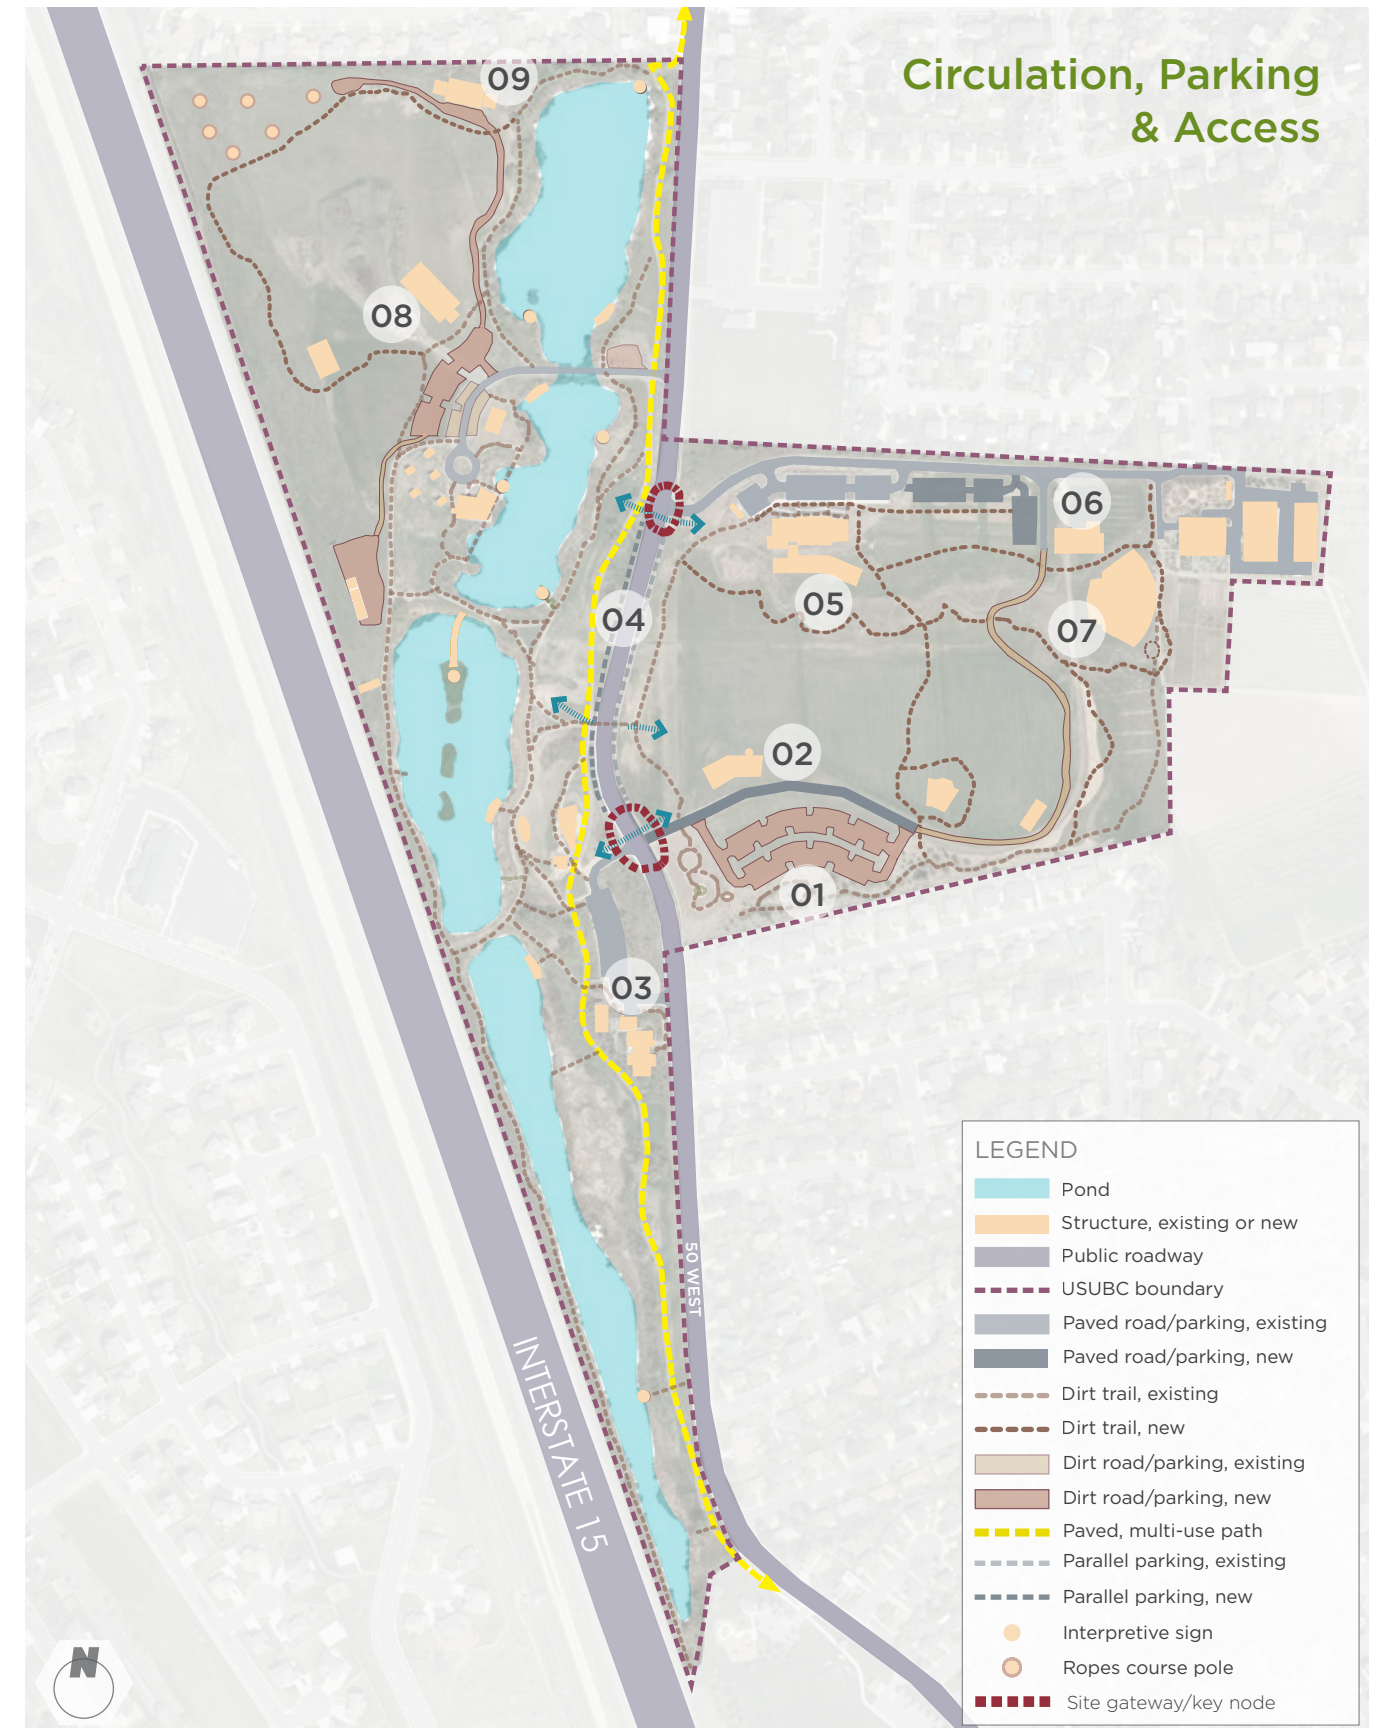 Circulation, Parking
& Access
09
08
06
04
05
07
02
01
03
50 WEST
INTERSTATE 15
LEGEND
Pond
Structure, existing or new
Public roadway
USUBC boundary
Paved road/parking, existing
Paved road/parking, new
Dirt trail, existing
Dirt trail, new
Dirt road/parking, existing
Dirt road/parking, new
Paved, multi-use path
Parallel parking, existing
Parallel parking, new
Interpretive sign
Ropes course pole
Site gateway/key node
N